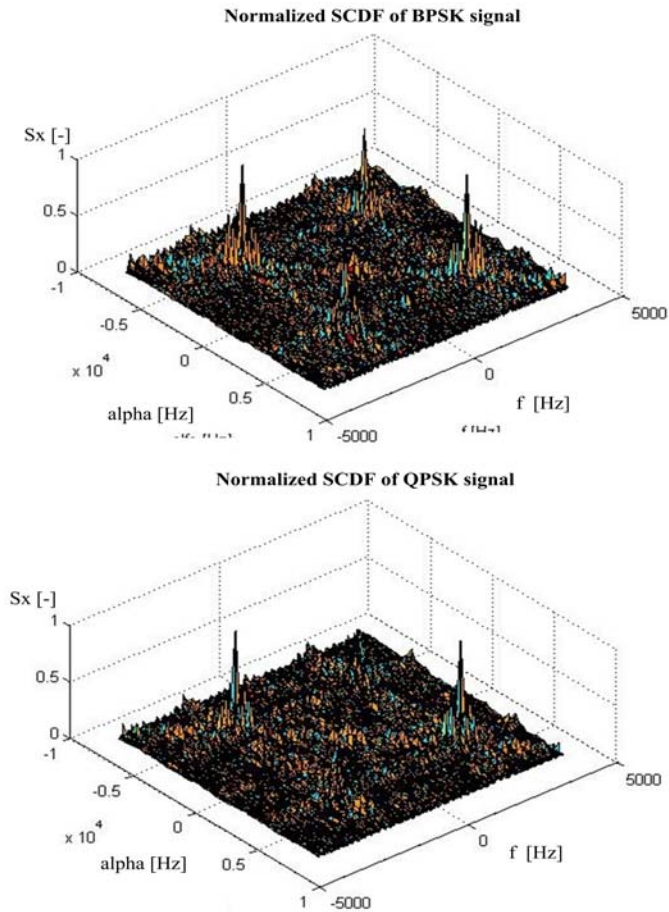 Normalized SCDF of BPSK signal
Sx [-]
1
0.5
0
-1
-0.5
0
0.5
1
x 10^4
alpha [Hz]
-5000
0
5000
f [Hz]
f [Hz]
Normalized SCDF of QPSK signal
Sx [-]
1
0.5
0
-1
-0.5
0
0.5
1
x 10^4
alpha [Hz]
-5000
0
5000
f [Hz]